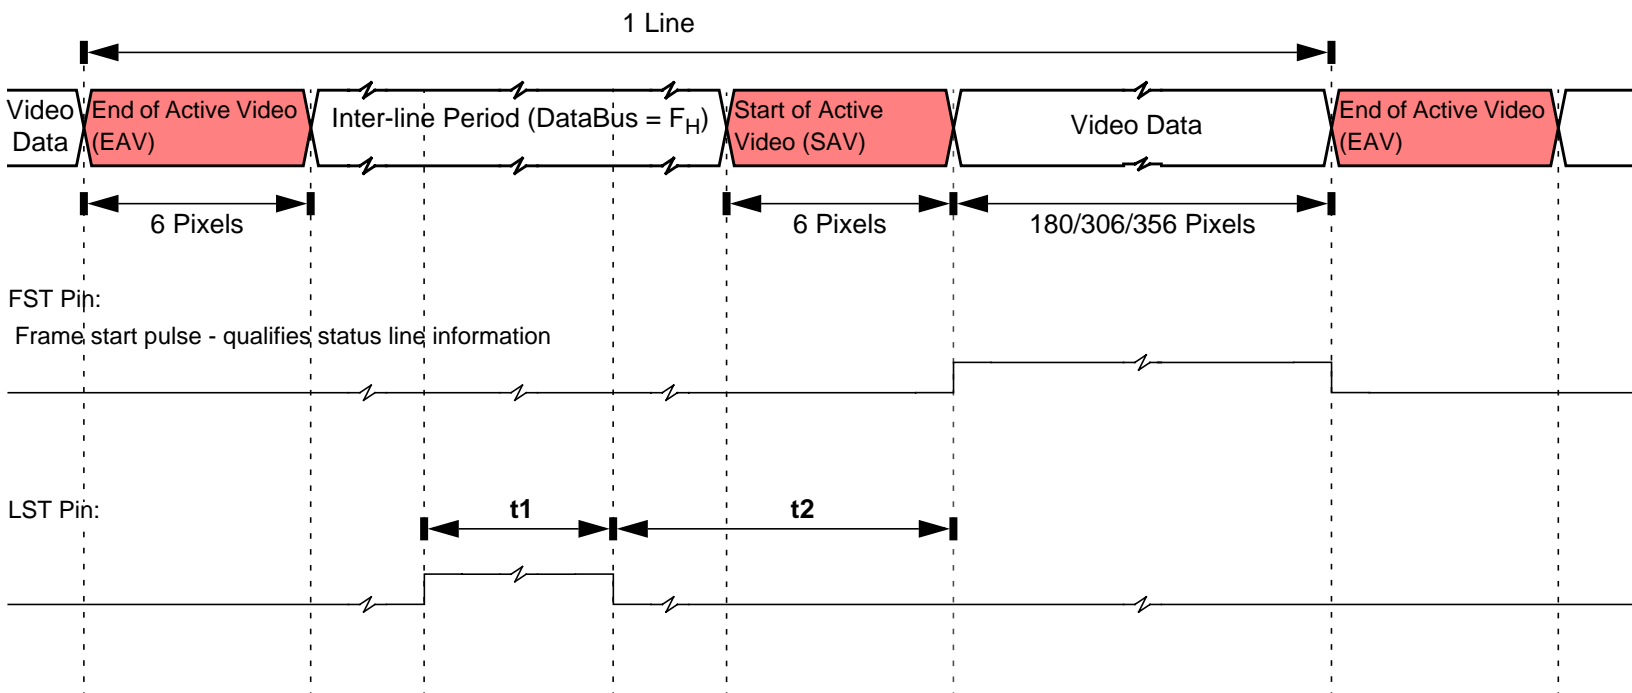 1 Line
Video
Data
End of Active Video
(EAV)
Inter-line Period (DataBus = FH)
Start of Active
Video (SAV)
Video Data
End of Active Video
(EAV)
6 Pixels
6 Pixels
180/306/356 Pixels
FST Pin:
Frame start pulse - qualifies status line information
LST Pin:
t1
t2